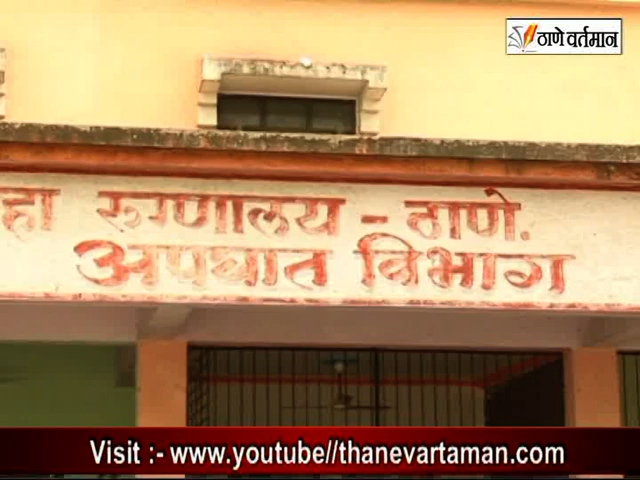 ठाणे वर्तमान
हा रुग्णालय - ठाणे.
अपघात विभाग
Visit :- www.youtube//thanevartaman.com